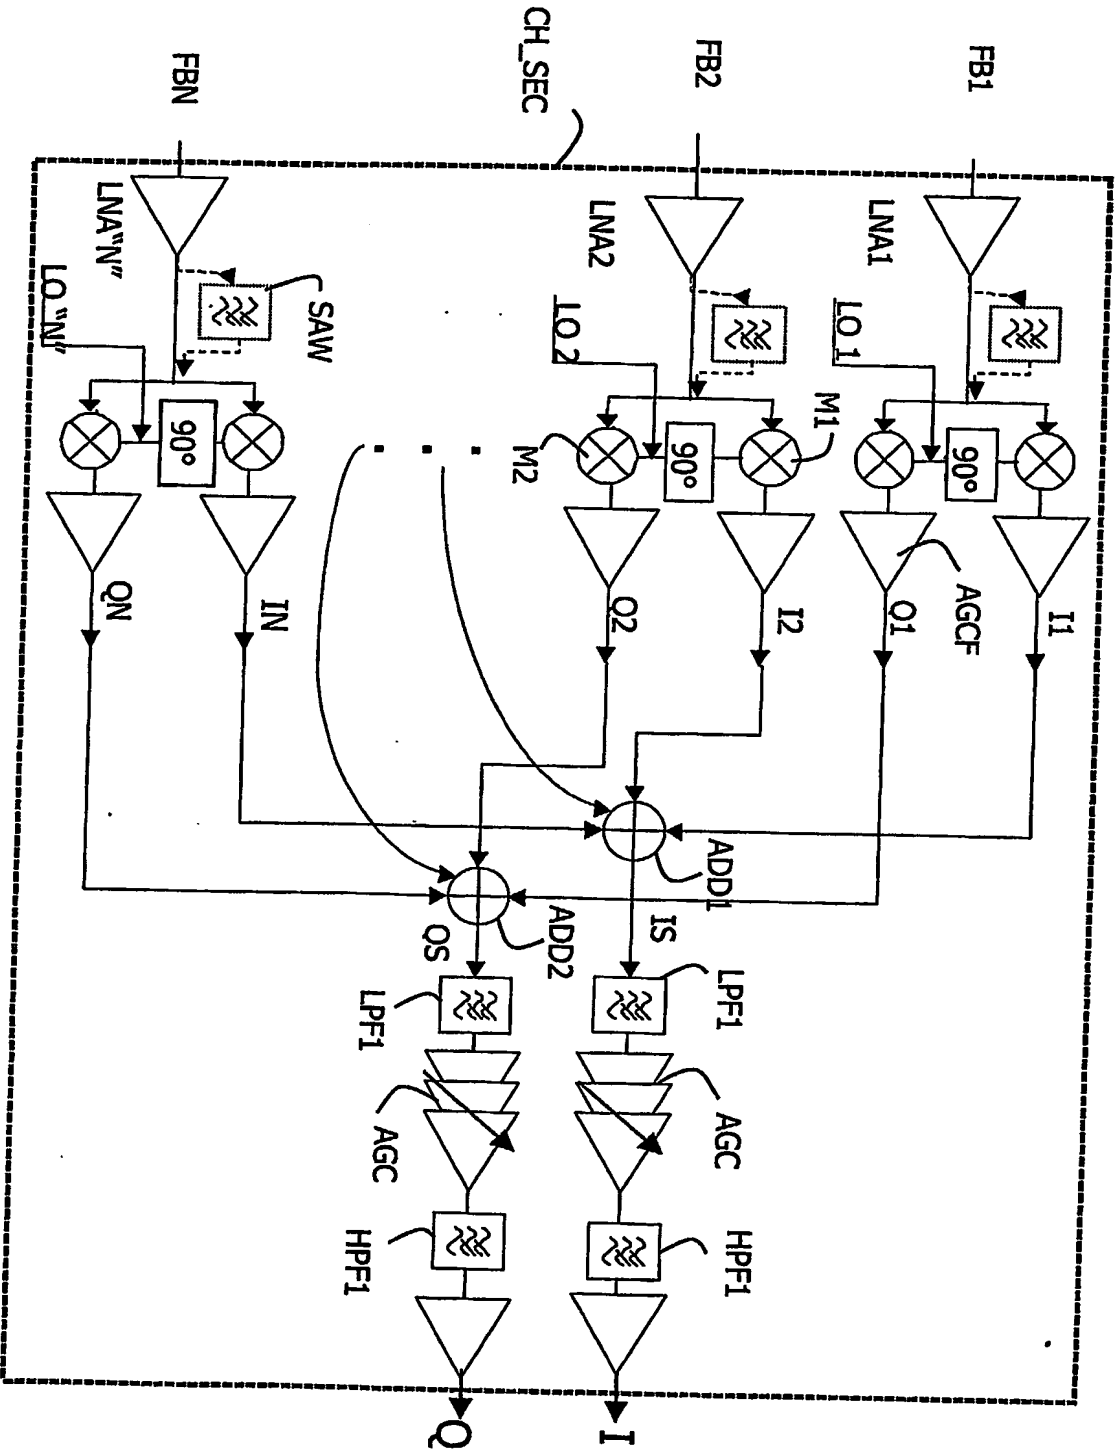 FB1
FB2
CH_SEC
FBN
LNA1
LNA2
LNA"N"
SAW
LO 1
LO 2
LO "N"
M1
M2
90°
90°
90°
AGCF
I1
Q1
I2
Q2
IN
QN
ADD1
ADD2
IS
QS
LPF1
LPF1
AGC
AGC
HPF1
HPF1
I
Q